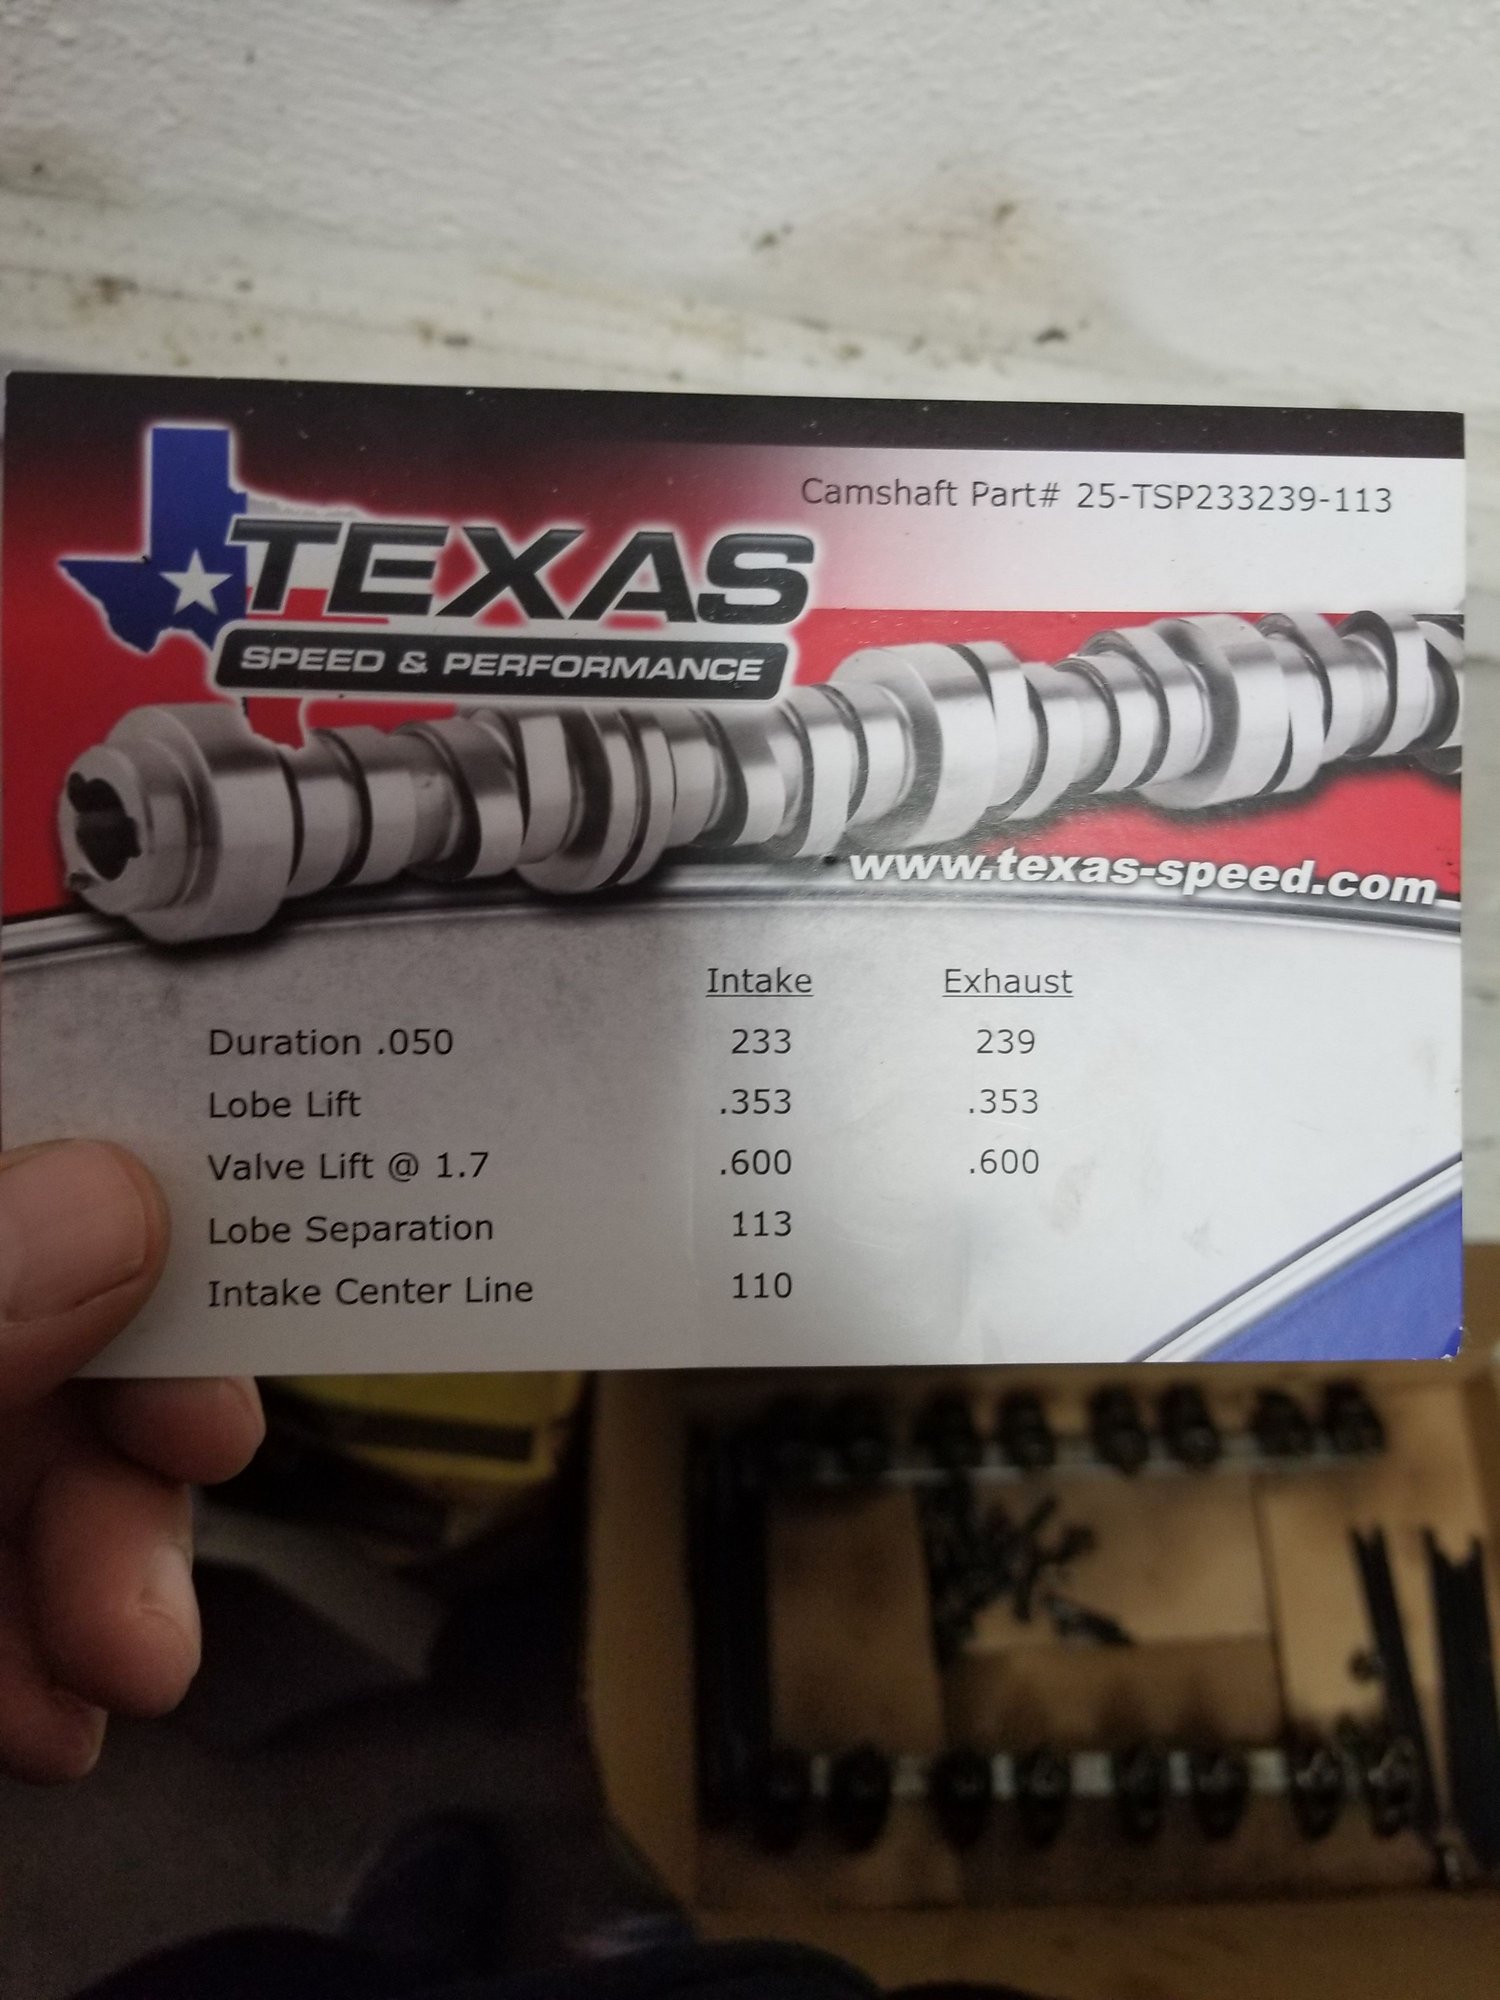 Camshaft Part# 25-TSP233239-113
TEXAS
SPEED & PERFORMANCE
www.texas-speed.com
Intake Exhaust
Duration .050 233 239
Lobe Lift .353 .353
Valve Lift @ 1.7 .600 .600
Lobe Separation 113
Intake Center Line 110